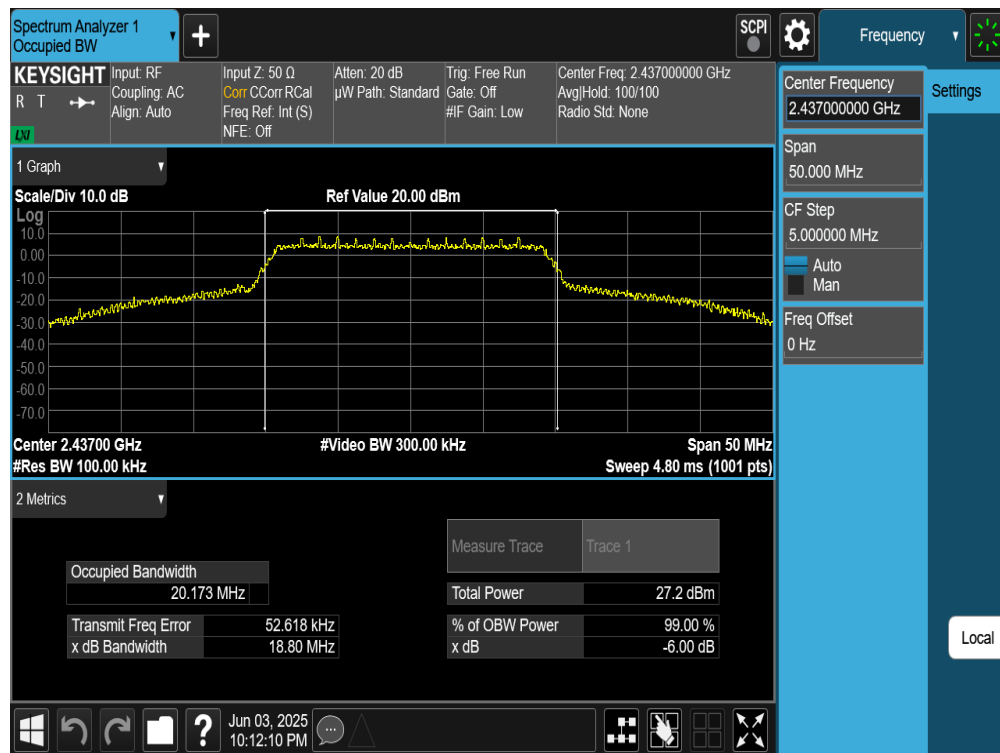 Spectrum Analyzer 1
Occupied BW
+
SCPI
Frequency
KEYSIGHT
R T
LXI
Input: RF
Coupling: AC
Align: Auto
Input Z: 50 Ω
Corr CCorr RCal
Freq Ref: Int (S)
NFE: Off
Atten: 20 dB
µW Path: Standard
Trig: Free Run
Gate: Off
#IF Gain: Low
Center Freq: 2.437000000 GHz
Avg|Hold: 100/100
Radio Std: None
Center Frequency
2.437000000 GHz
Settings
Span
50.000 MHz
CF Step
5.000000 MHz
Auto
Man
Freq Offset
0 Hz
1 Graph
Scale/Div 10.0 dB
Ref Value 20.00 dBm
Log
10.0
0.00
-10.0
-20.0
-30.0
-40.0
-50.0
-60.0
-70.0
Center 2.43700 GHz
#Video BW 300.00 kHz
Span 50 MHz
#Res BW 100.00 kHz
Sweep 4.80 ms (1001 pts)
2 Metrics
Measure Trace
Trace 1
Occupied Bandwidth
20.173 MHz
Total Power
27.2 dBm
Transmit Freq Error
52.618 kHz
% of OBW Power
99.00 %
x dB Bandwidth
18.80 MHz
x dB
-6.00 dB
Local
?
Jun 03, 2025
10:12:10 PM